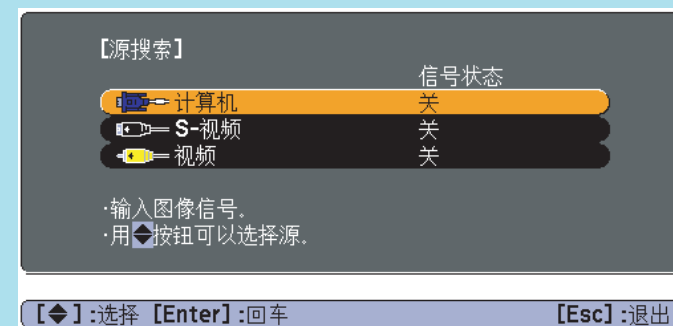 【源搜索】
信号状态
计算机 关
S-视频 关
视频 关
·输入图像信号。
·用◆按钮可以选择源。
[◆]:选择 [Enter]:回车 [Esc]:退出